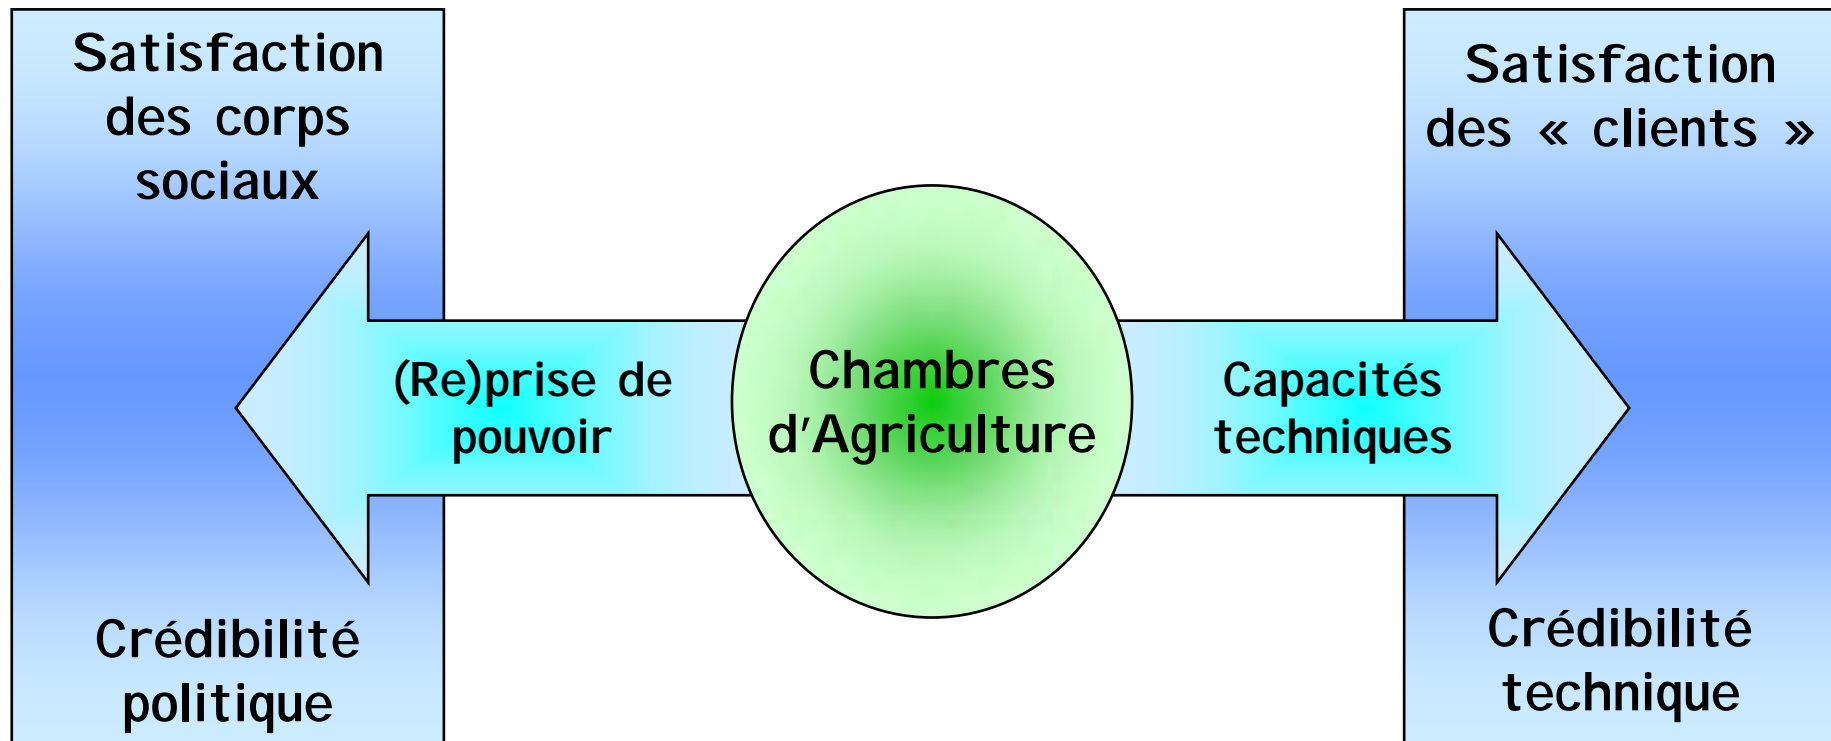 Satisfaction
des corps
sociaux
Satisfaction
des « clients »
(Re)prise de
pouvoir
Chambres
d'Agriculture
Capacités
techniques
Crédibilité
politique
Crédibilité
technique